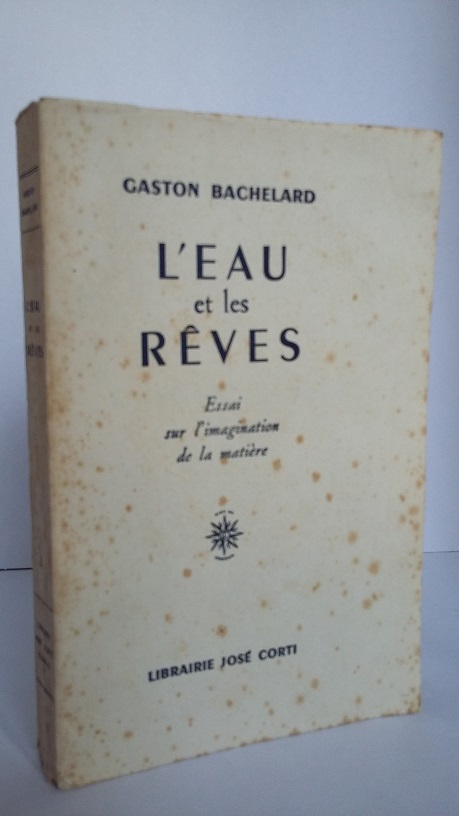 GASTON BACHELARD
L'EAU
et les
RÊVES
Essai
sur l'imagination
de la matière
LIBRAIRIE JOSÉ CORTI